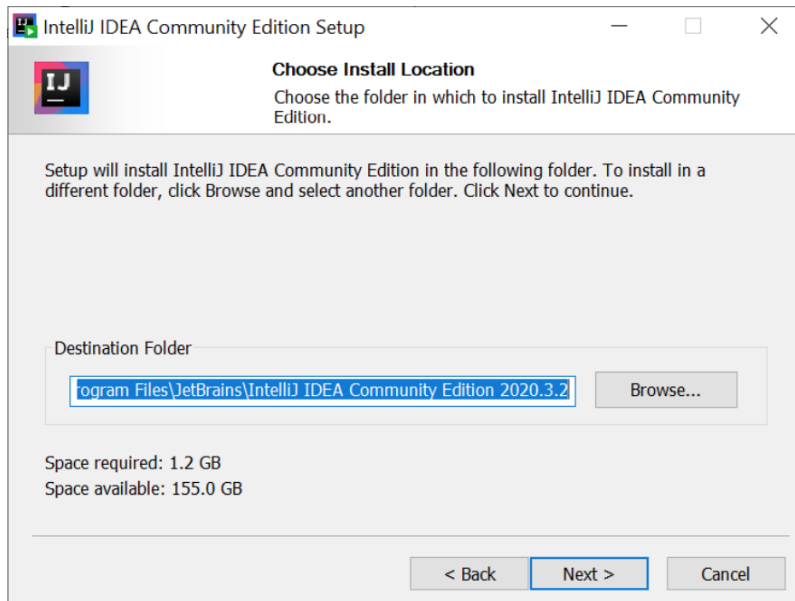 IntelliJ IDEA Community Edition Setup
IJ
Choose Install Location
Choose the folder in which to install IntelliJ IDEA Community
Edition.
Setup will install IntelliJ IDEA Community Edition in the following folder. To install in a
different folder, click Browse and select another folder. Click Next to continue.
Destination Folder
rogram Files\JetBrains\IntelliJ IDEA Community Edition 2020.3.2
Browse...
Space required: 1.2 GB
Space available: 155.0 GB
< Back
Next >
Cancel